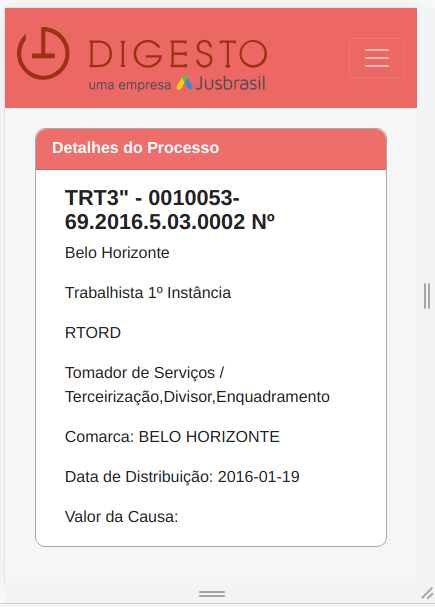 DIGESTO
uma empresa Jusbrasil
Detalhes do Processo
TRT3" - 0010053-
69.2016.5.03.0002 Nº
Belo Horizonte
Trabalhista 1º Instância
RTORD
Tomador de Serviços /
Terceirização,Divisor,Enquadramento
Comarca: BELO HORIZONTE
Data de Distribuição: 2016-01-19
Valor da Causa: